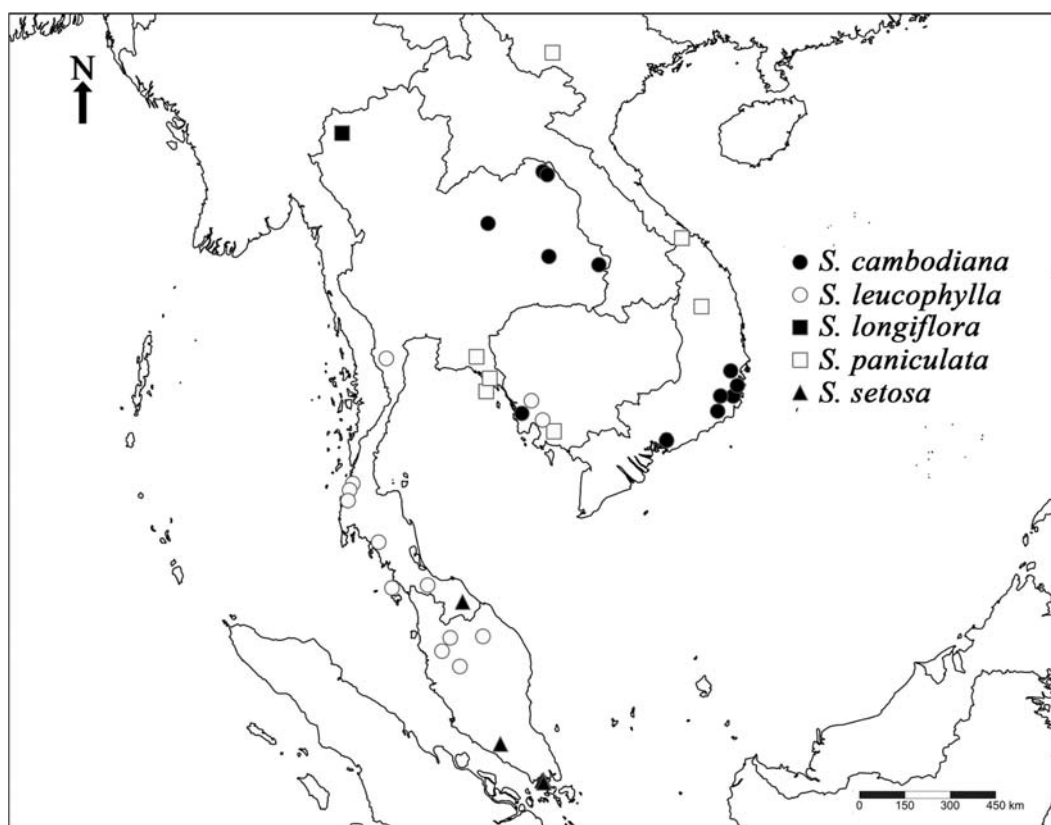 N
S. cambodiana
S. leucophylla
S. longiflora
S. paniculata
S. setosa
0 150 300 450 km